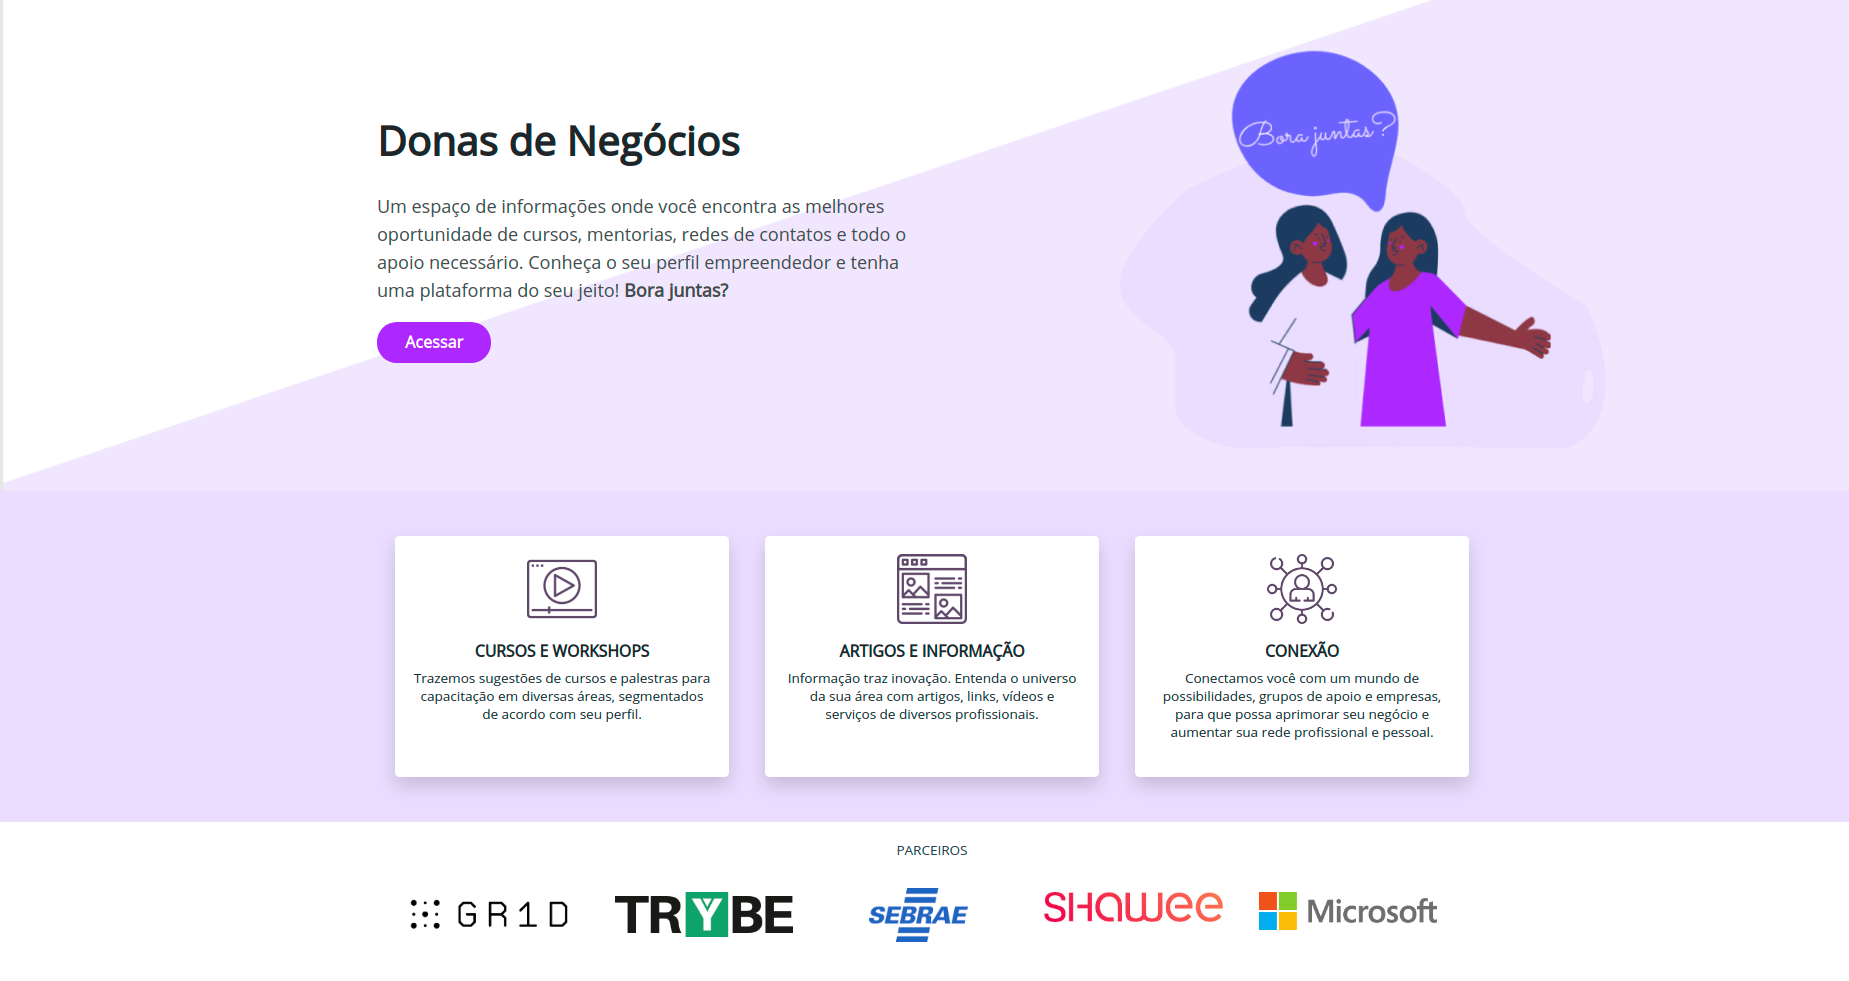 Bora juntas?
Donas de Negócios
Um espaço de informações onde você encontra as melhores
oportunidade de cursos, mentorias, redes de contatos e todo o
apoio necessário. Conheça o seu perfil empreendedor e tenha
uma plataforma do seu jeito! Bora juntas?
Acessar
CURSOS E WORKSHOPS
Trazemos sugestões de cursos e palestras para
capacitação em diversas áreas, segmentados
de acordo com seu perfil.
ARTIGOS E INFORMAÇÃO
Informação traz inovação. Entenda o universo
da sua área com artigos, links, vídeos e
serviços de diversos profissionais.
CONEXÃO
Conectamos você com um mundo de
possibilidades, grupos de apoio e empresas,
para que possa aprimorar seu negócio e
aumentar sua rede profissional e pessoal.
PARCEIROS
GR1D
TRYBE
SEBRAE
SHAWEE
Microsoft